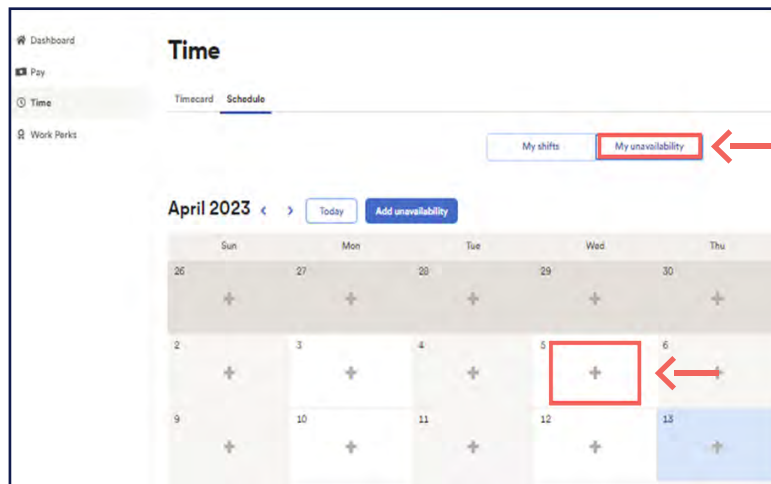 Dashboard
Pay
Time
Work Perks
Time
Timecard Schedule
My shifts My unavailability
April 2023 < > Today Add unavailability
Sun Mon Tue Wed Thu
26 27 28 29 30
2 3 4 5 6
9 10 11 12 13